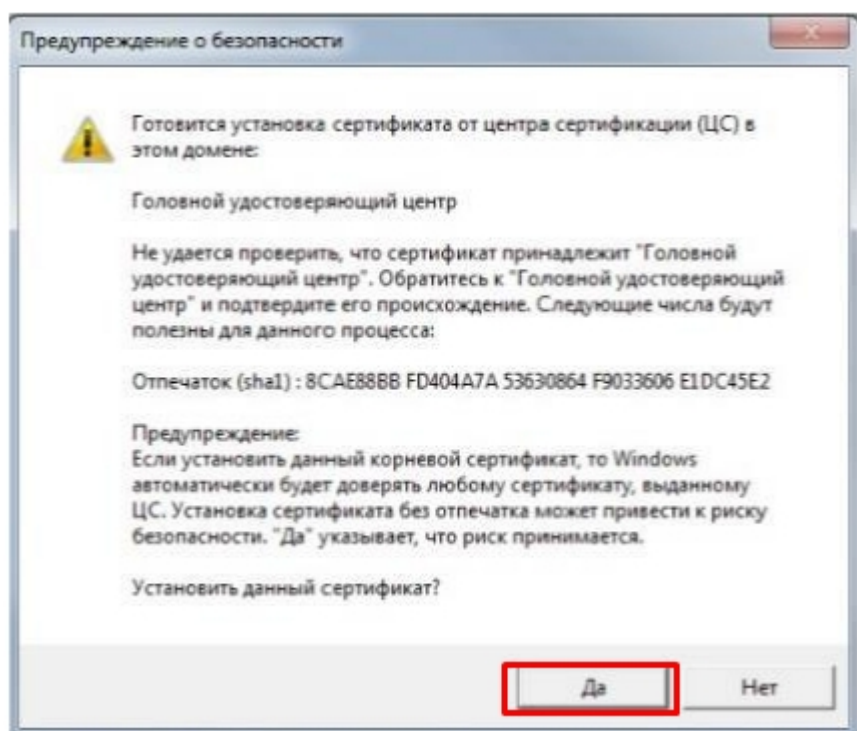 Предупреждение о безопасности
Готовится установка сертификата от центра сертификации (ЦС) в
этом домене:
Головной удостоверяющий центр
Не удается проверить, что сертификат принадлежит "Головной
удостоверяющий центр". Обратитесь к "Головной удостоверяющий
центр" и подтвердите его происхождение. Следующие числа будут
полезны для данного процесса:
Отпечаток (sha1) : 8CAE88BB FD404A7A 53630864 F9033606 E1DC45E2
Предупреждение:
Если установить данный корневой сертификат, то Windows
автоматически будет доверять любому сертификату, выданному
ЦС. Установка сертификата без отпечатка может привести к риску
безопасности. "Да" указывает, что риск принимается.
Установить данный сертификат?
Да Нет